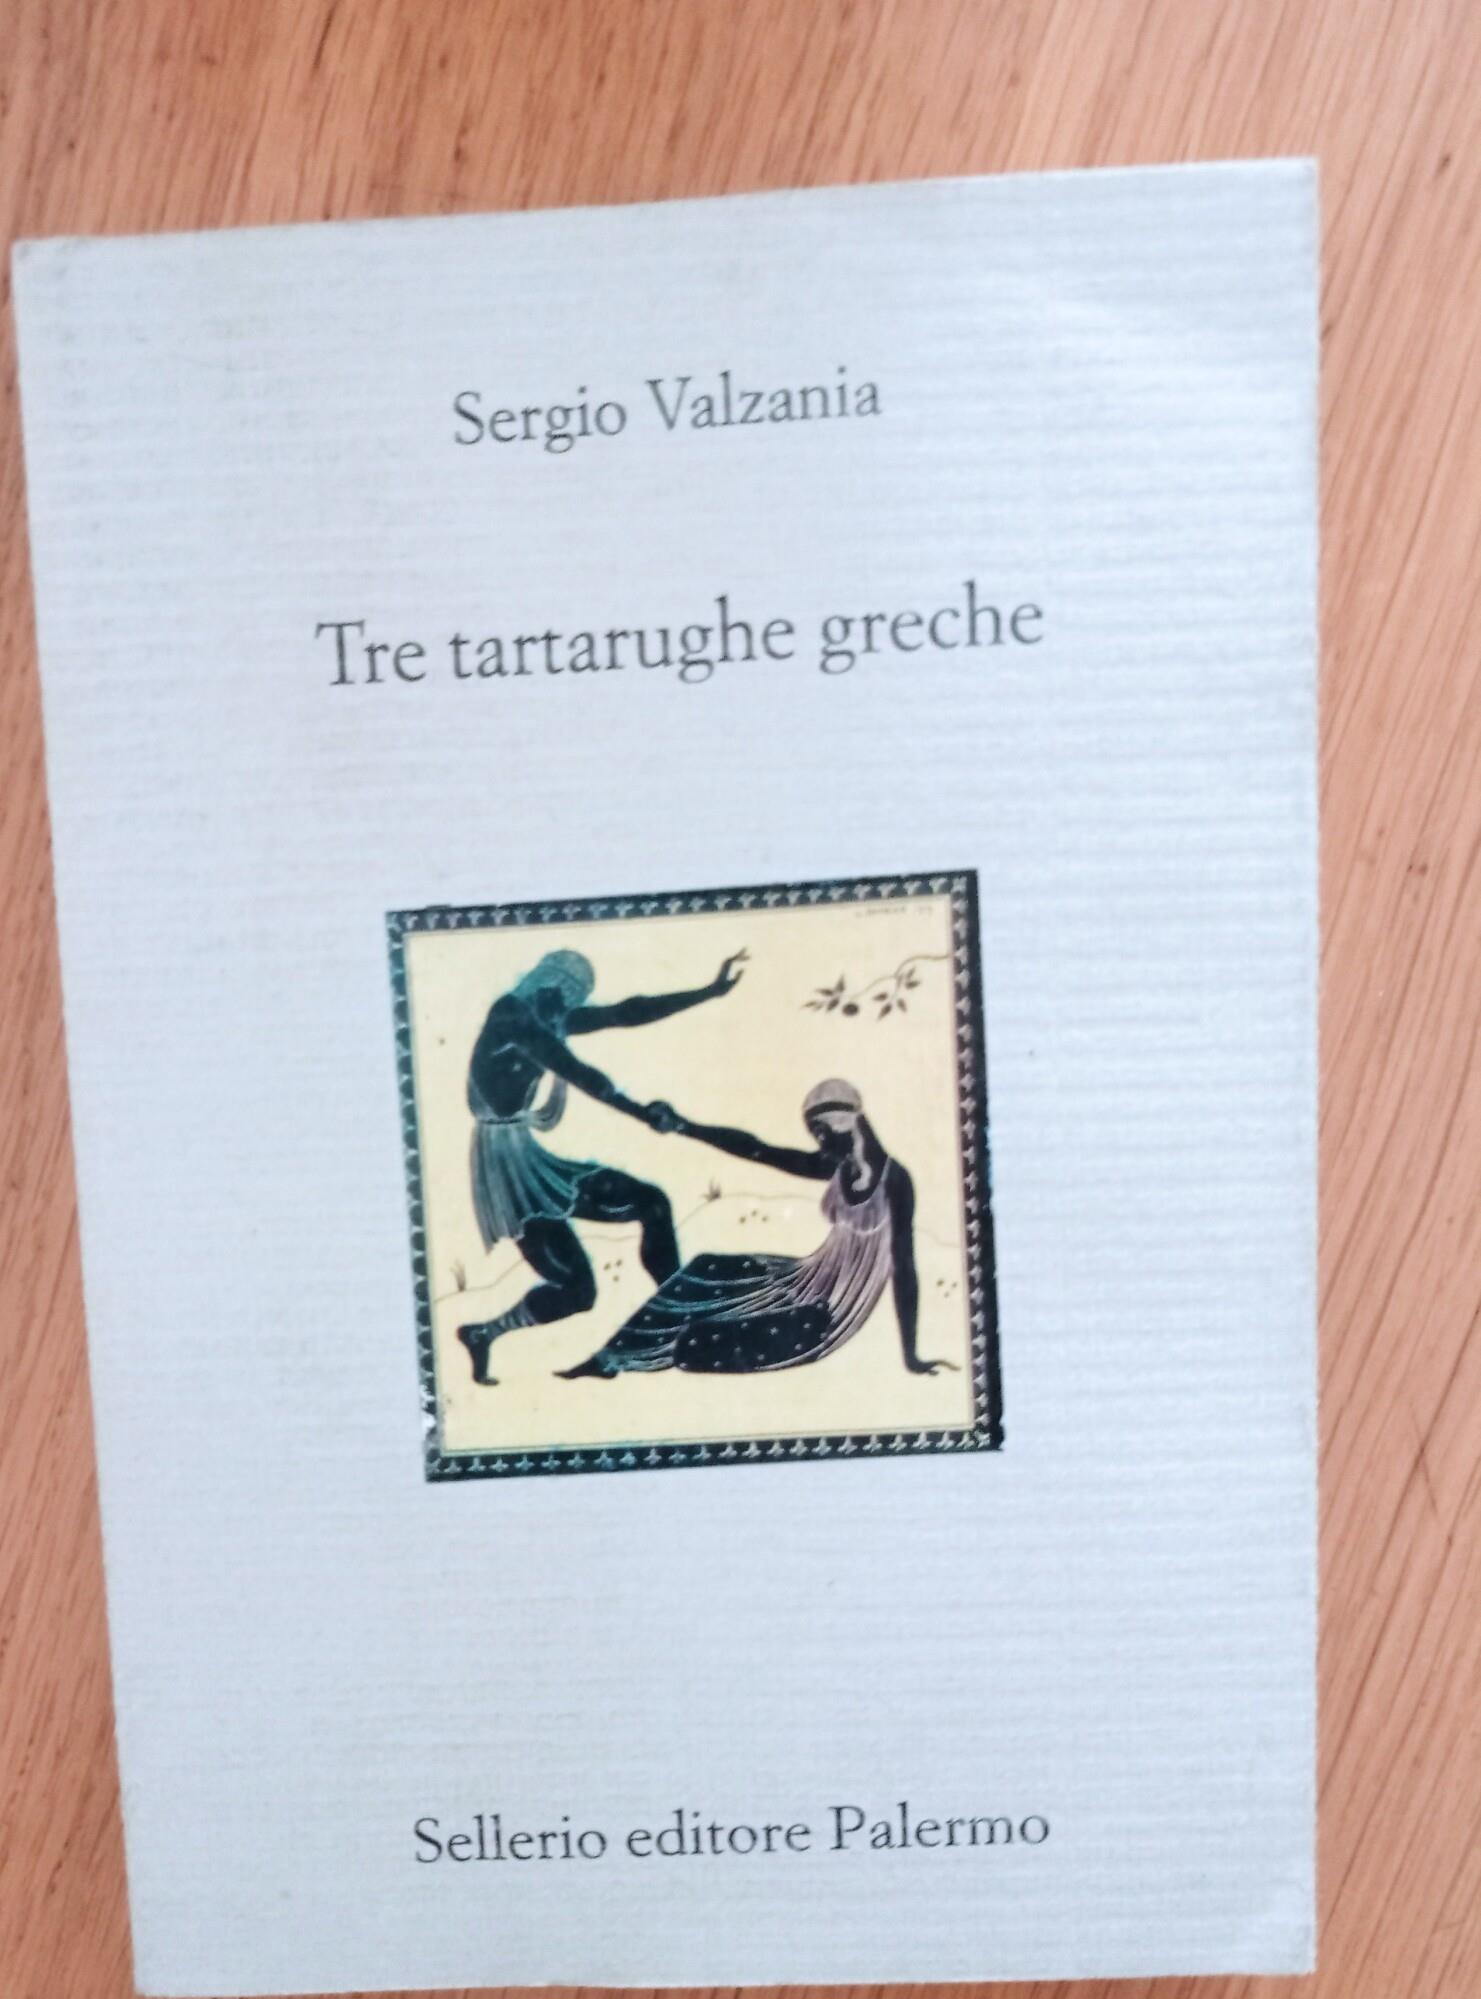 Sergio Valzania
Tre tartarughe greche
Sellerio editore Palermo